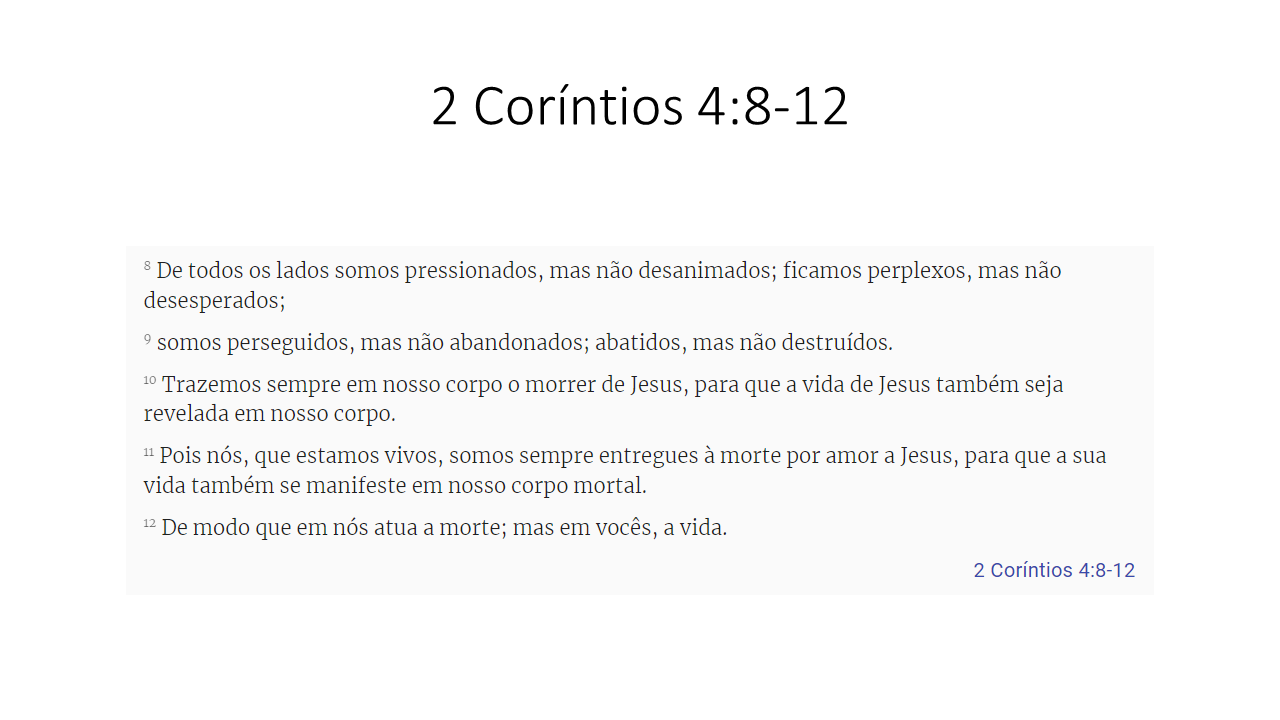 2 Coríntios 4:8-12
8 De todos os lados somos pressionados, mas não desanimados; ficamos perplexos, mas não
desesperados;
9 somos perseguidos, mas não abandonados; abatidos, mas não destruídos.
10 Trazemos sempre em nosso corpo o morrer de Jesus, para que a vida de Jesus também seja
revelada em nosso corpo.
11 Pois nós, que estamos vivos, somos sempre entregues à morte por amor a Jesus, para que a sua
vida também se manifeste em nosso corpo mortal.
12 De modo que em nós atua a morte; mas em vocês, a vida.
2 Coríntios 4:8-12